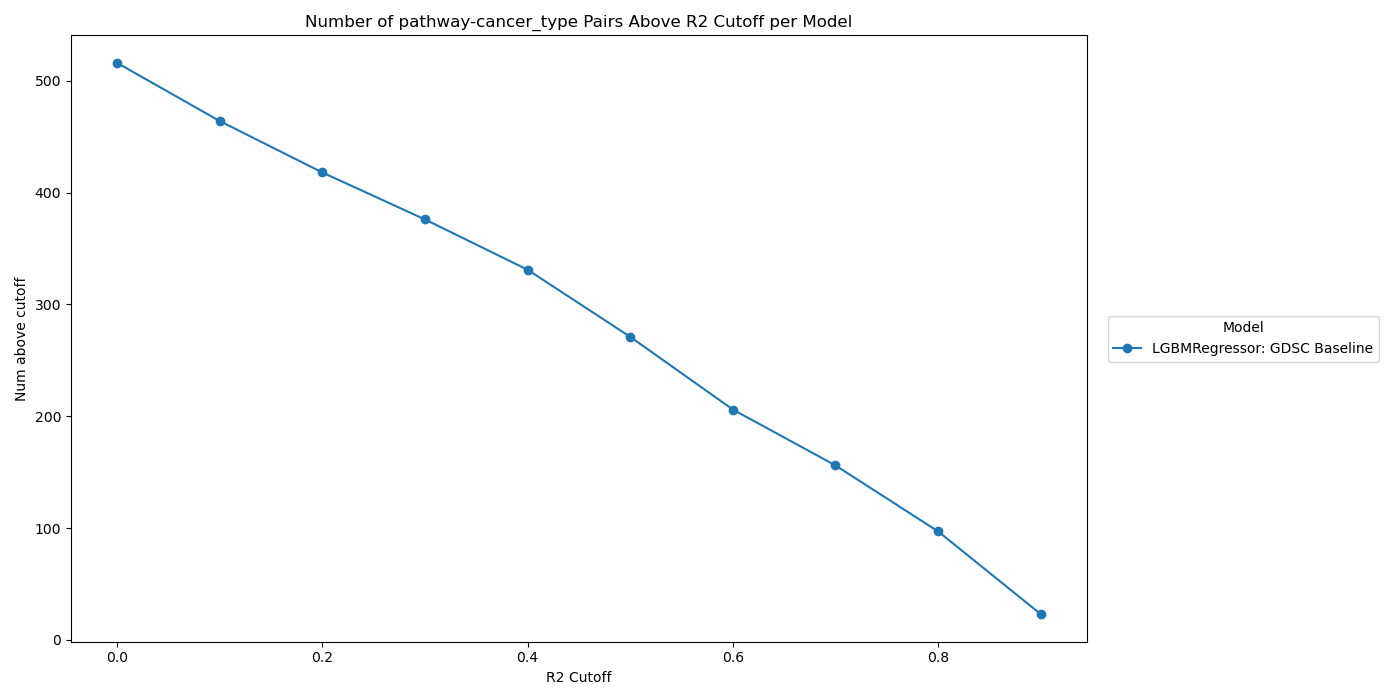 Number of pathway-cancer_type Pairs Above R2 Cutoff per Model
Num above cutoff
500
400
300
200
100
0
0.0
0.2
0.4
0.6
0.8
R2 Cutoff
Model
LGBMRegressor: GDSC Baseline